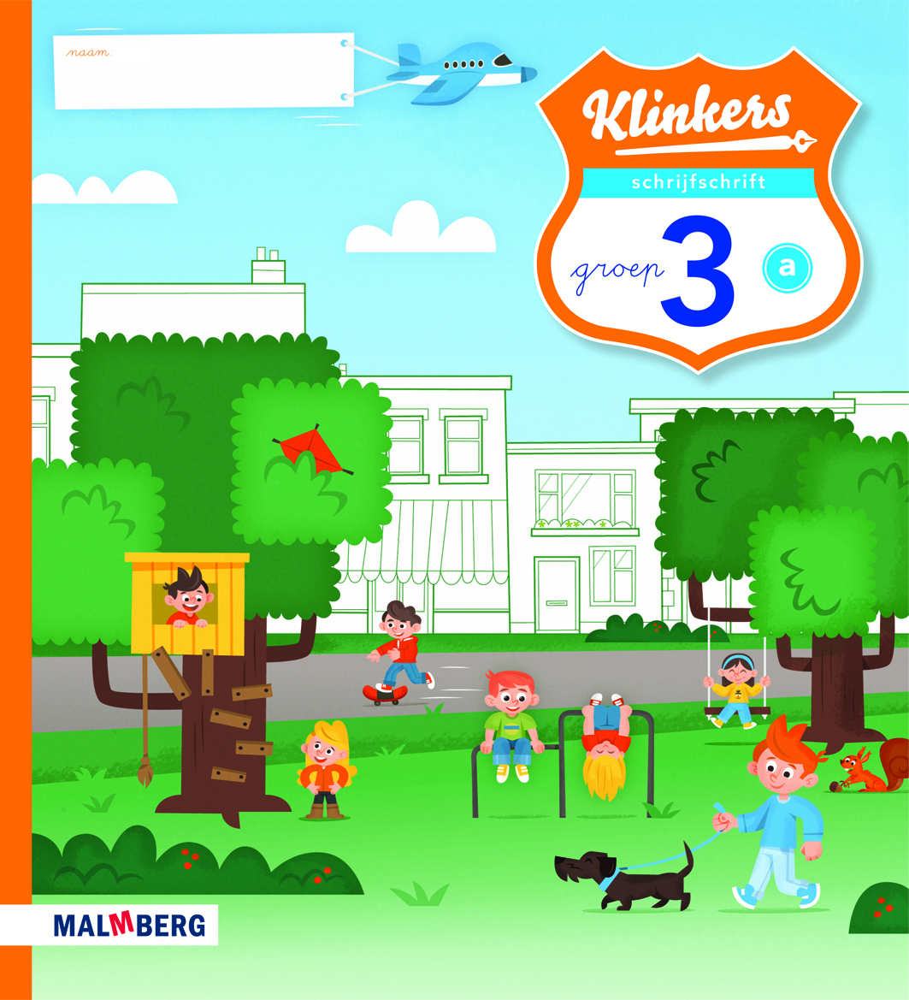 naam:
Klinkers
schrijfschrift
groep 3 a
MALMBERG